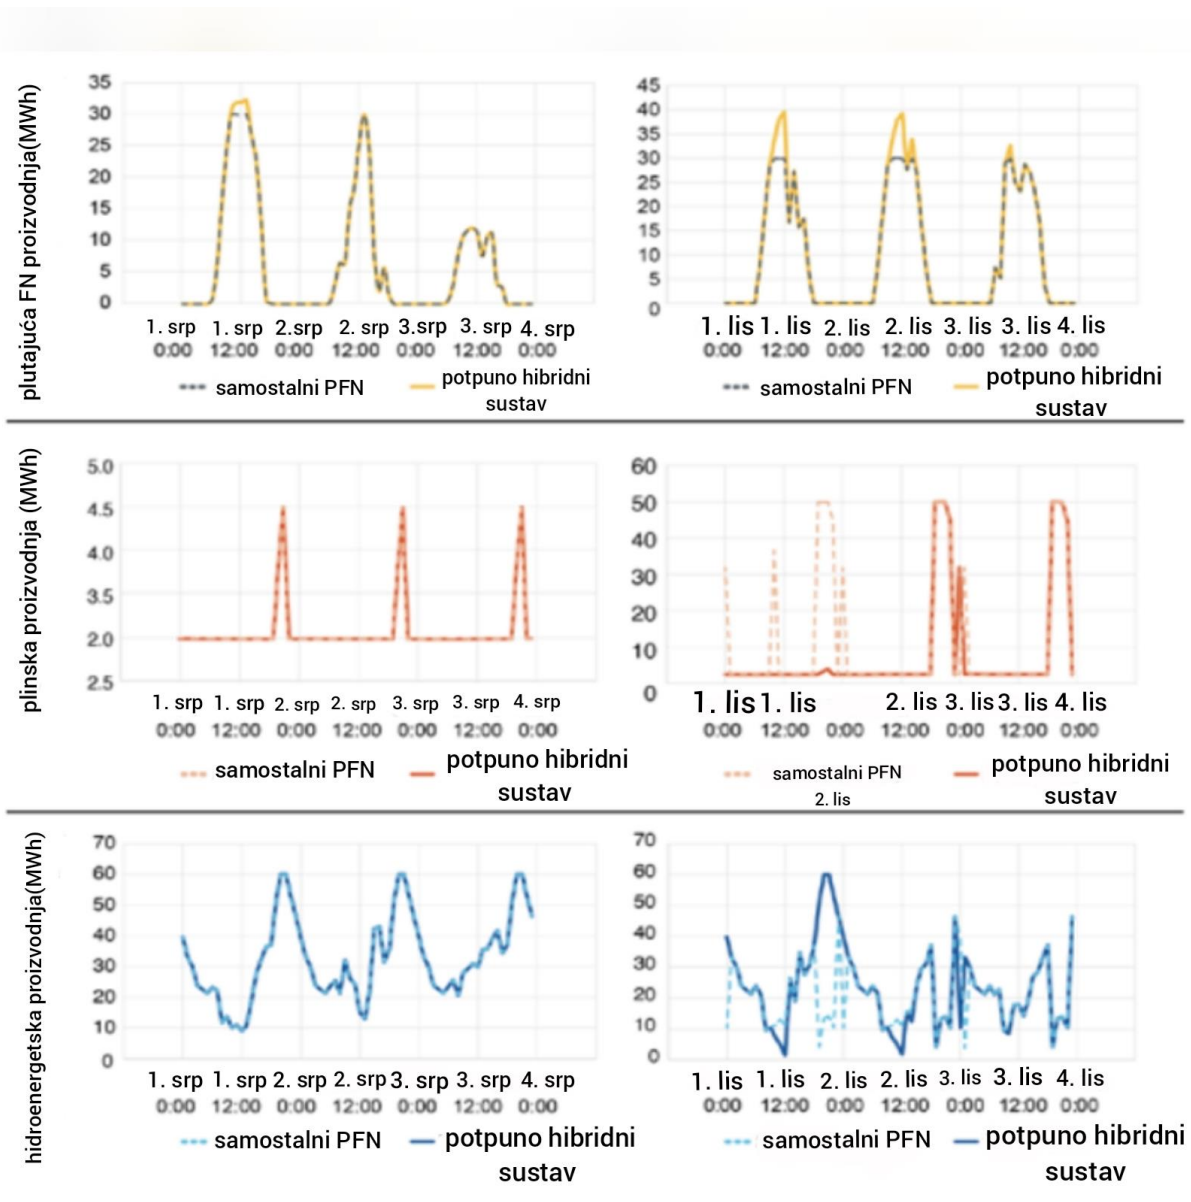 plutajuća FN proizvodnja(MWh)
35
30
25
20
15
10
5
0
1. srp 1. srp 2.srp 2. srp 3.srp 3. srp 4. srp
0:00 12:00 0:00 12:00 0:00 12:00 0:00
samostalni PFN potpuno hibridni
sustav
45
40
35
30
25
20
15
10
5
0
1. lis 1. lis 2. lis 2. lis 3. lis 3. lis 4. lis
0:00 12:00 0:00 12:00 0:00 12:00 0:00
samostalni PFN potpuno hibridni
sustav
plinska proizvodnja (MWh)
5.0
4.5
4.0
3.5
2.0
2.5
1. srp 1. srp 2. srp 2. srp 3. srp 3. srp 4. srp
0:00 12:00 0:00 12:00 0:00 12:00 0:00
samostalni PFN potpuno hibridni
sustav
60
50
40
30
20
10
0
1. lis 1. lis 2. lis 3. lis 3. lis 4. lis
0:00 12:00 0:00 12:00 0:00 12:00 0:00
samostalni PFN potpuno hibridni
2. lis sustav
hidroenergetska proizvodnja(MWh)
70
60
50
40
30
20
10
0
1. srp 1. srp 2. srp 2. srp 3. srp 3. srp 4. srp
0:00 12:00 0:00 12:00 0:00 12:00 0:00
samostalni PFN potpuno hibridni
sustav
70
60
50
40
30
20
10
0
1. lis 1. lis 2. lis 2. lis 3. lis 3. lis 4. lis
0:00 12:00 0:00 12:00 0:00 12:00 0:00
samostalni PFN potpuno hibridni
sustav